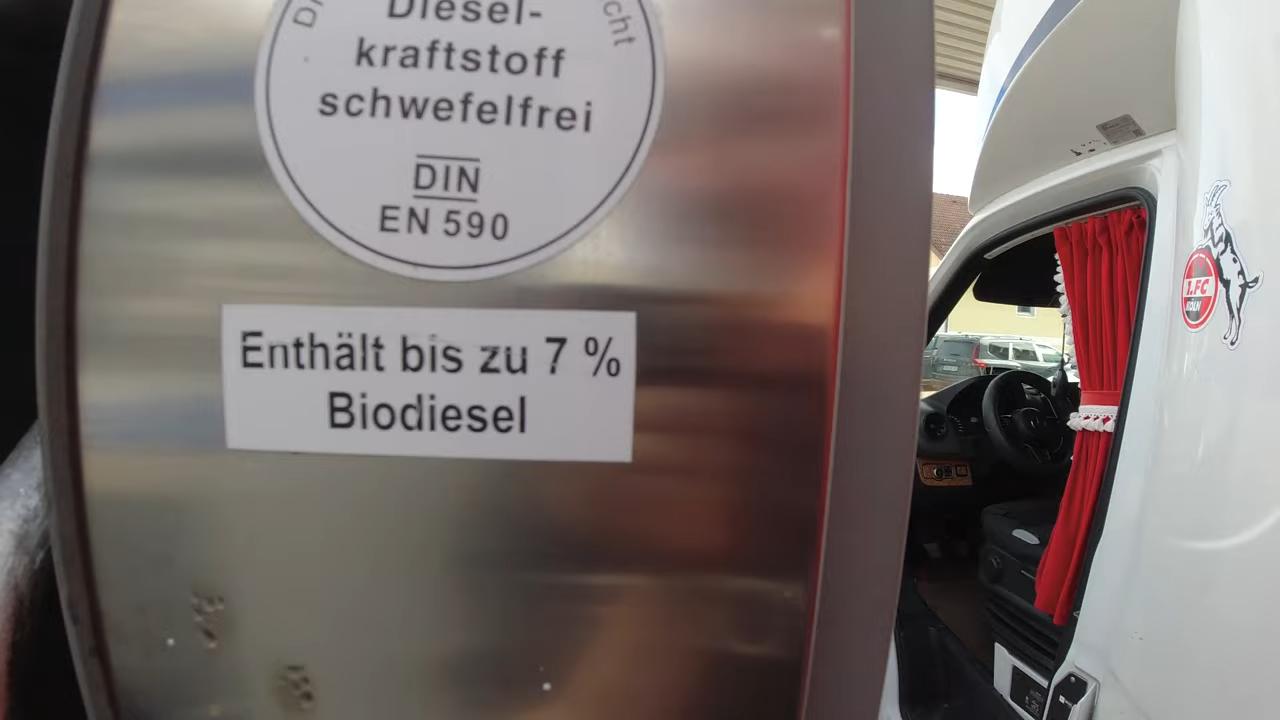 Diesel-
kraftstoff
schwefelfrei
DIN
EN 590
Enthält bis zu 7 %
Biodiesel
1.FC
KÖLN